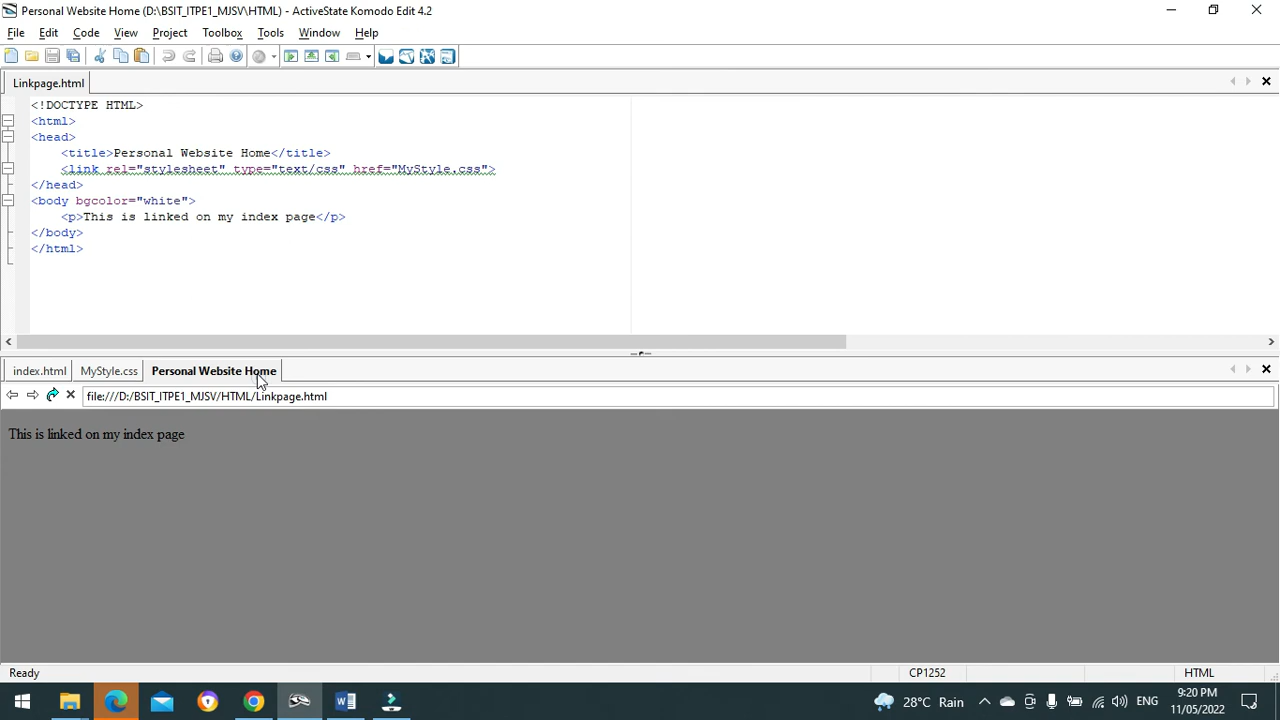 Personal Website Home (D:\BSIT_ITPE1_MJSV\HTML) - ActiveState Komodo Edit 4.2
File Edit Code View Project Toolbox Tools Window Help
Linkpage.html
<!DOCTYPE HTML>
<html>
<head>
<title>Personal Website Home</title>
<link rel="stylesheet" type="text/css" href="MyStyle.css">
</head>
<body bgcolor="white">
<p>This is linked on my index page</p>
</body>
</html>
index.html MyStyle.css Personal Website Home
file:///D:/BSIT_ITPE1_MJSV/HTML/Linkpage.html
This is linked on my index page
Ready CP1252 HTML
28°C Rain ENG 9:20 PM
11/05/2022